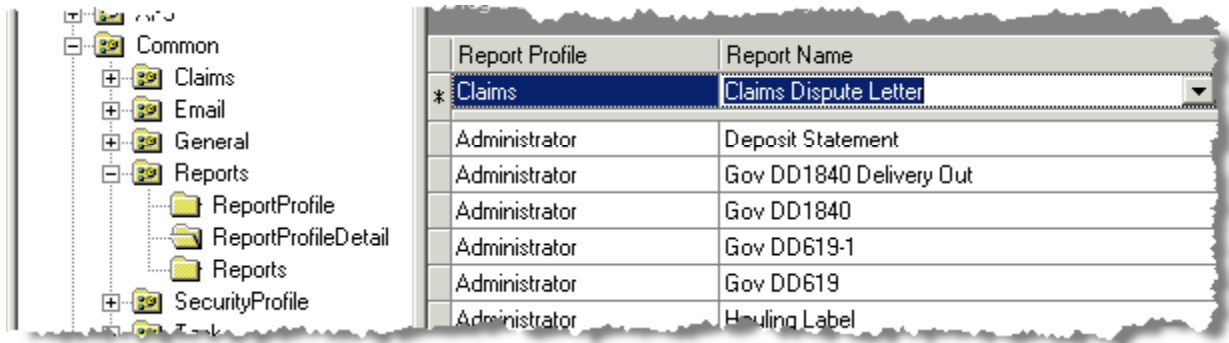 Common
Claims
Email
General
Reports
ReportProfile
ReportProfileDetail
Reports
SecurityProfile
Report Profile Report Name
* Claims Claims Dispute Letter
Administrator Deposit Statement
Administrator Gov DD1840 Delivery Out
Administrator Gov DD1840
Administrator Gov DD619-1
Administrator Gov DD619
Administrator Hauling Label